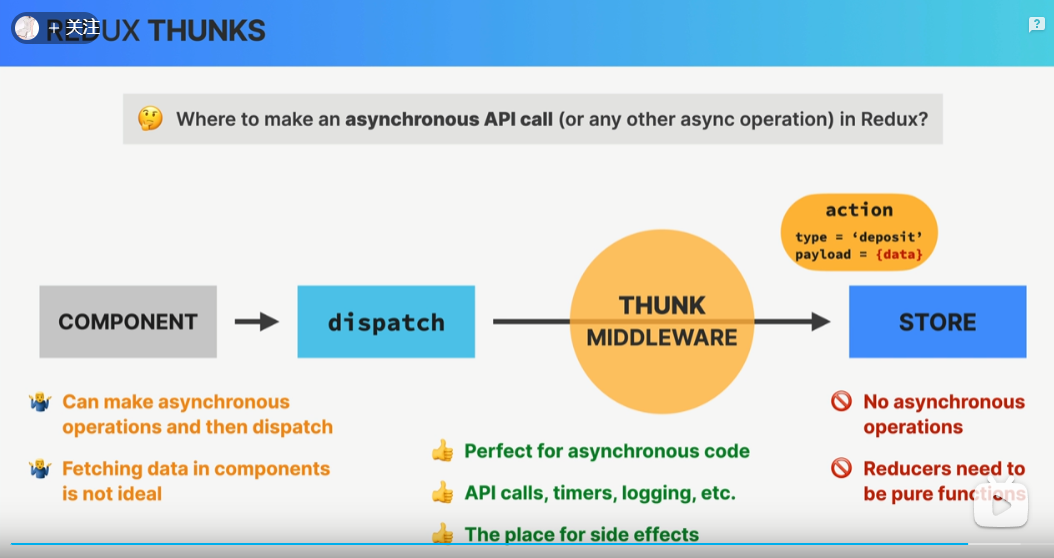 + 关注
REDUX THUNKS
Where to make an asynchronous API call (or any other async operation) in Redux?
action
type = ‘deposit’
payload = {data}
COMPONENT
dispatch
THUNK
MIDDLEWARE
STORE
Can make asynchronous
operations and then dispatch
Fetching data in components
is not ideal
Perfect for asynchronous code
API calls, timers, logging, etc.
The place for side effects
No asynchronous
operations
Reducers need to
be pure functions